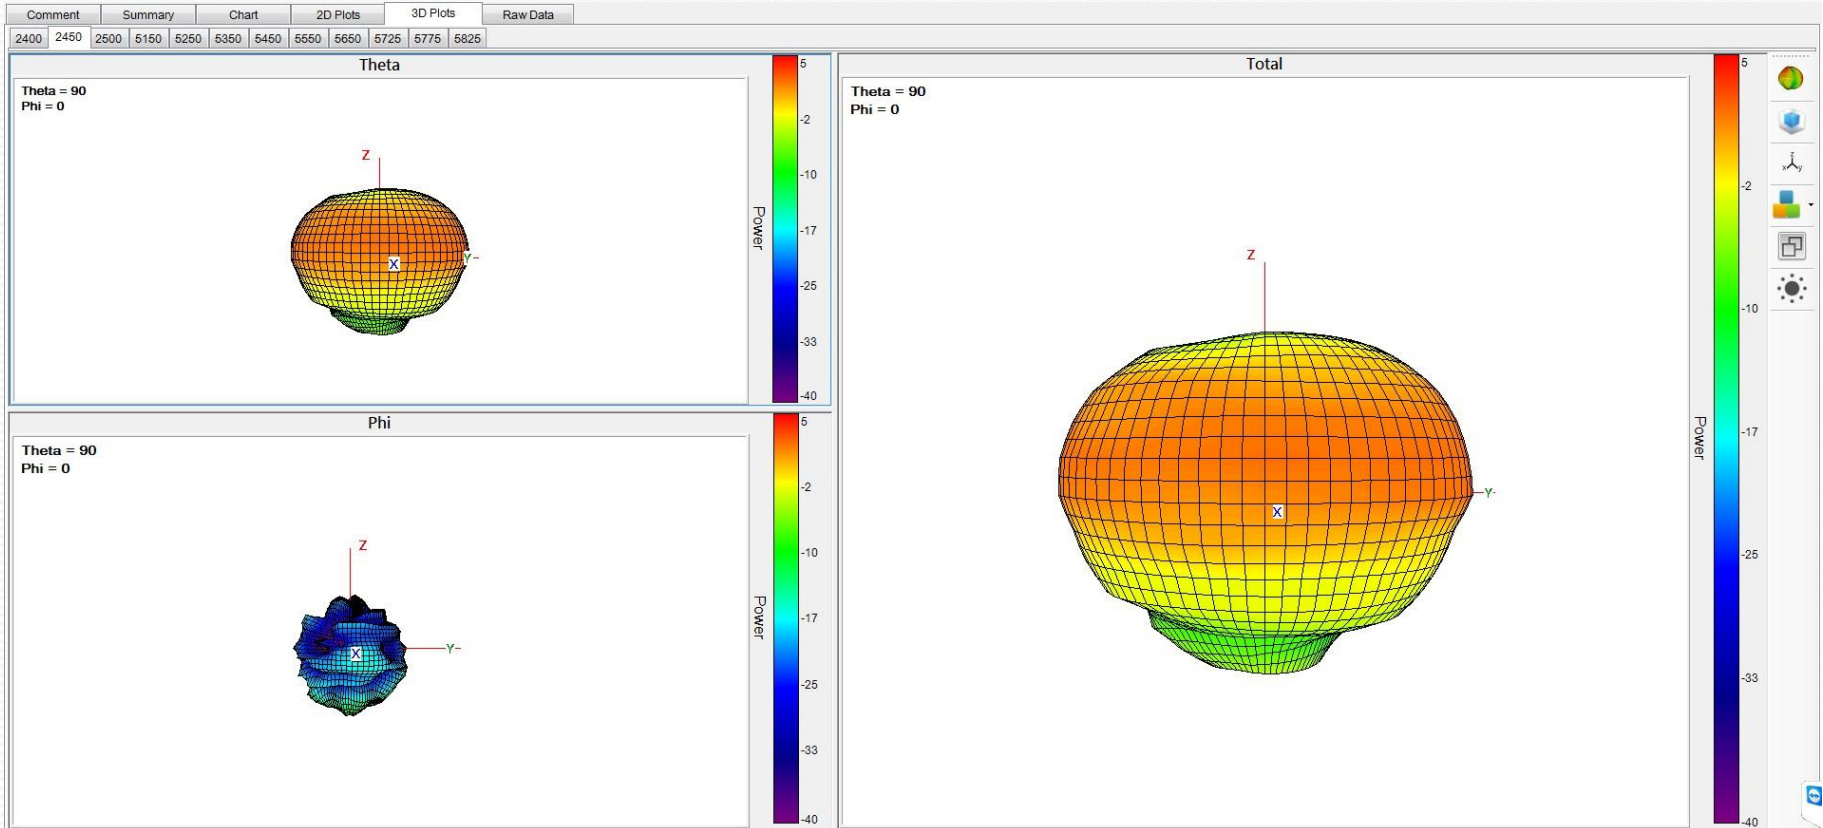 Comment Summary Chart 2D Plots 3D Plots Raw Data
2400 2450 2500 5150 5250 5350 5450 5550 5650 5725 5775 5825
Theta
Theta = 90
Phi = 0
Z
X
Y
5
-2
-10
-17
-25
-33
-40
Power
Phi
Theta = 90
Phi = 0
Z
X
Y
5
-2
-10
-17
-25
-33
-40
Power
Total
Theta = 90
Phi = 0
Z
X
Y
5
-2
-10
-17
-25
-33
-40
Power
z
x y